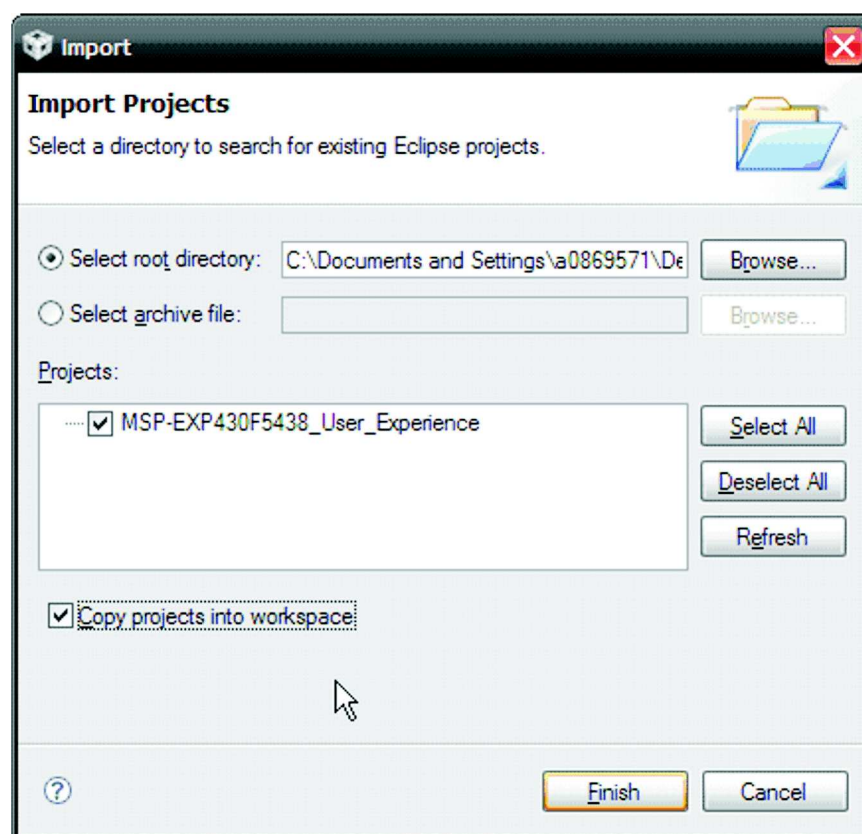 Import
Import Projects
Select a directory to search for existing Eclipse projects.
Select root directory: C:\Documents and Settings\a0869571\De Browse...
Select archive file: Browse...
Projects:
MSP-EXP430F5438_User_Experience
Select All
Deselect All
Refresh
Copy projects into workspace
? Finish Cancel